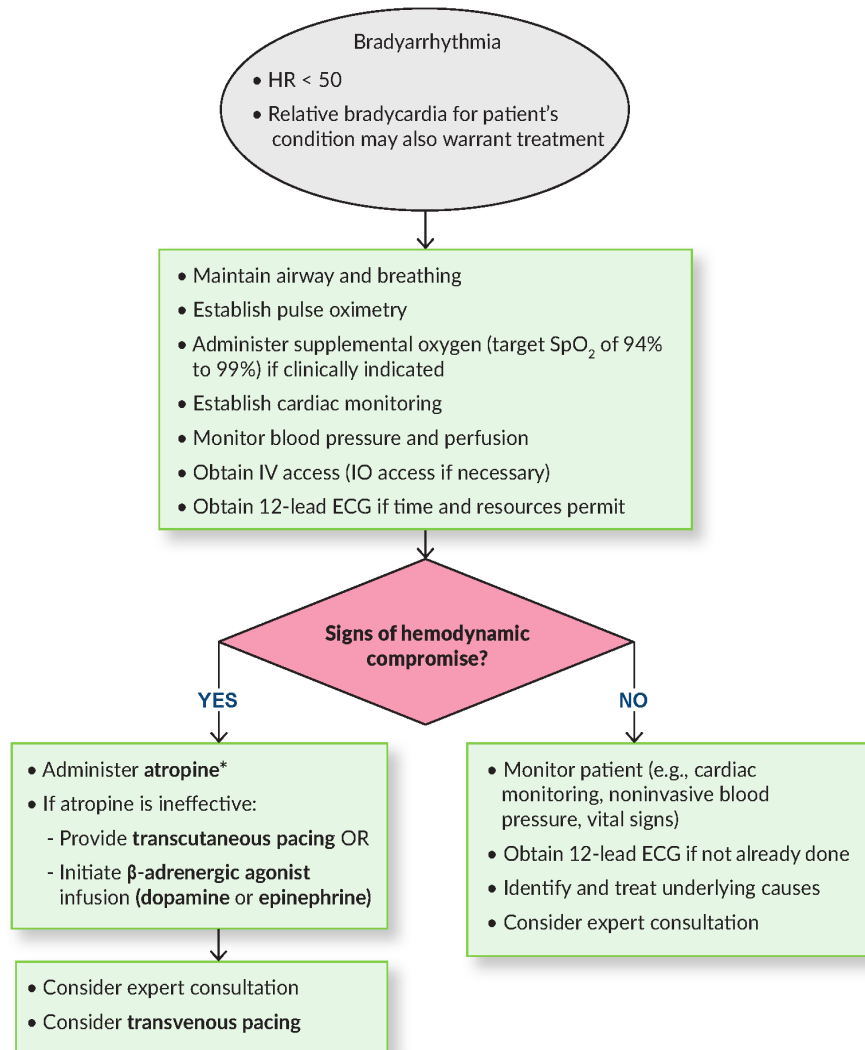 Bradyarrhythmia
• HR < 50
• Relative bradycardia for patient's
condition may also warrant treatment
• Maintain airway and breathing
• Establish pulse oximetry
• Administer supplemental oxygen (target SpO₂ of 94%
to 99%) if clinically indicated
• Establish cardiac monitoring
• Monitor blood pressure and perfusion
• Obtain IV access (IO access if necessary)
• Obtain 12-lead ECG if time and resources permit
Signs of hemodynamic
compromise?
YES
NO
• Administer atropine*
• If atropine is ineffective:
- Provide transcutaneous pacing OR
- Initiate β-adrenergic agonist
infusion (dopamine or epinephrine)
• Consider expert consultation
• Consider transvenous pacing
• Monitor patient (e.g., cardiac
monitoring, noninvasive blood
pressure, vital signs)
• Obtain 12-lead ECG if not already done
• Identify and treat underlying causes
• Consider expert consultation